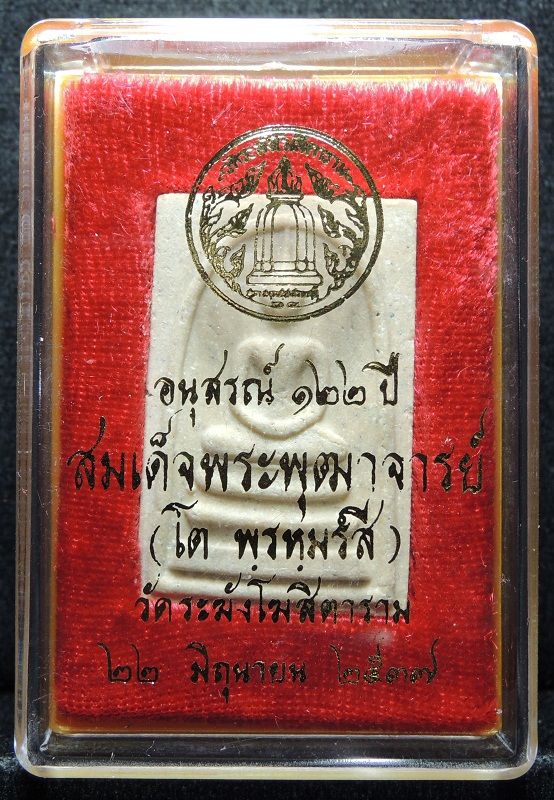 อนุสรณ์ ๑๒๒ ปี
สมเด็จพระพุฒาจารย์
(โต พฺรหฺมรํสี)
วัดระฆังโฆสิตาราม
๒๒ มิถุนายน ๒๕๓๗